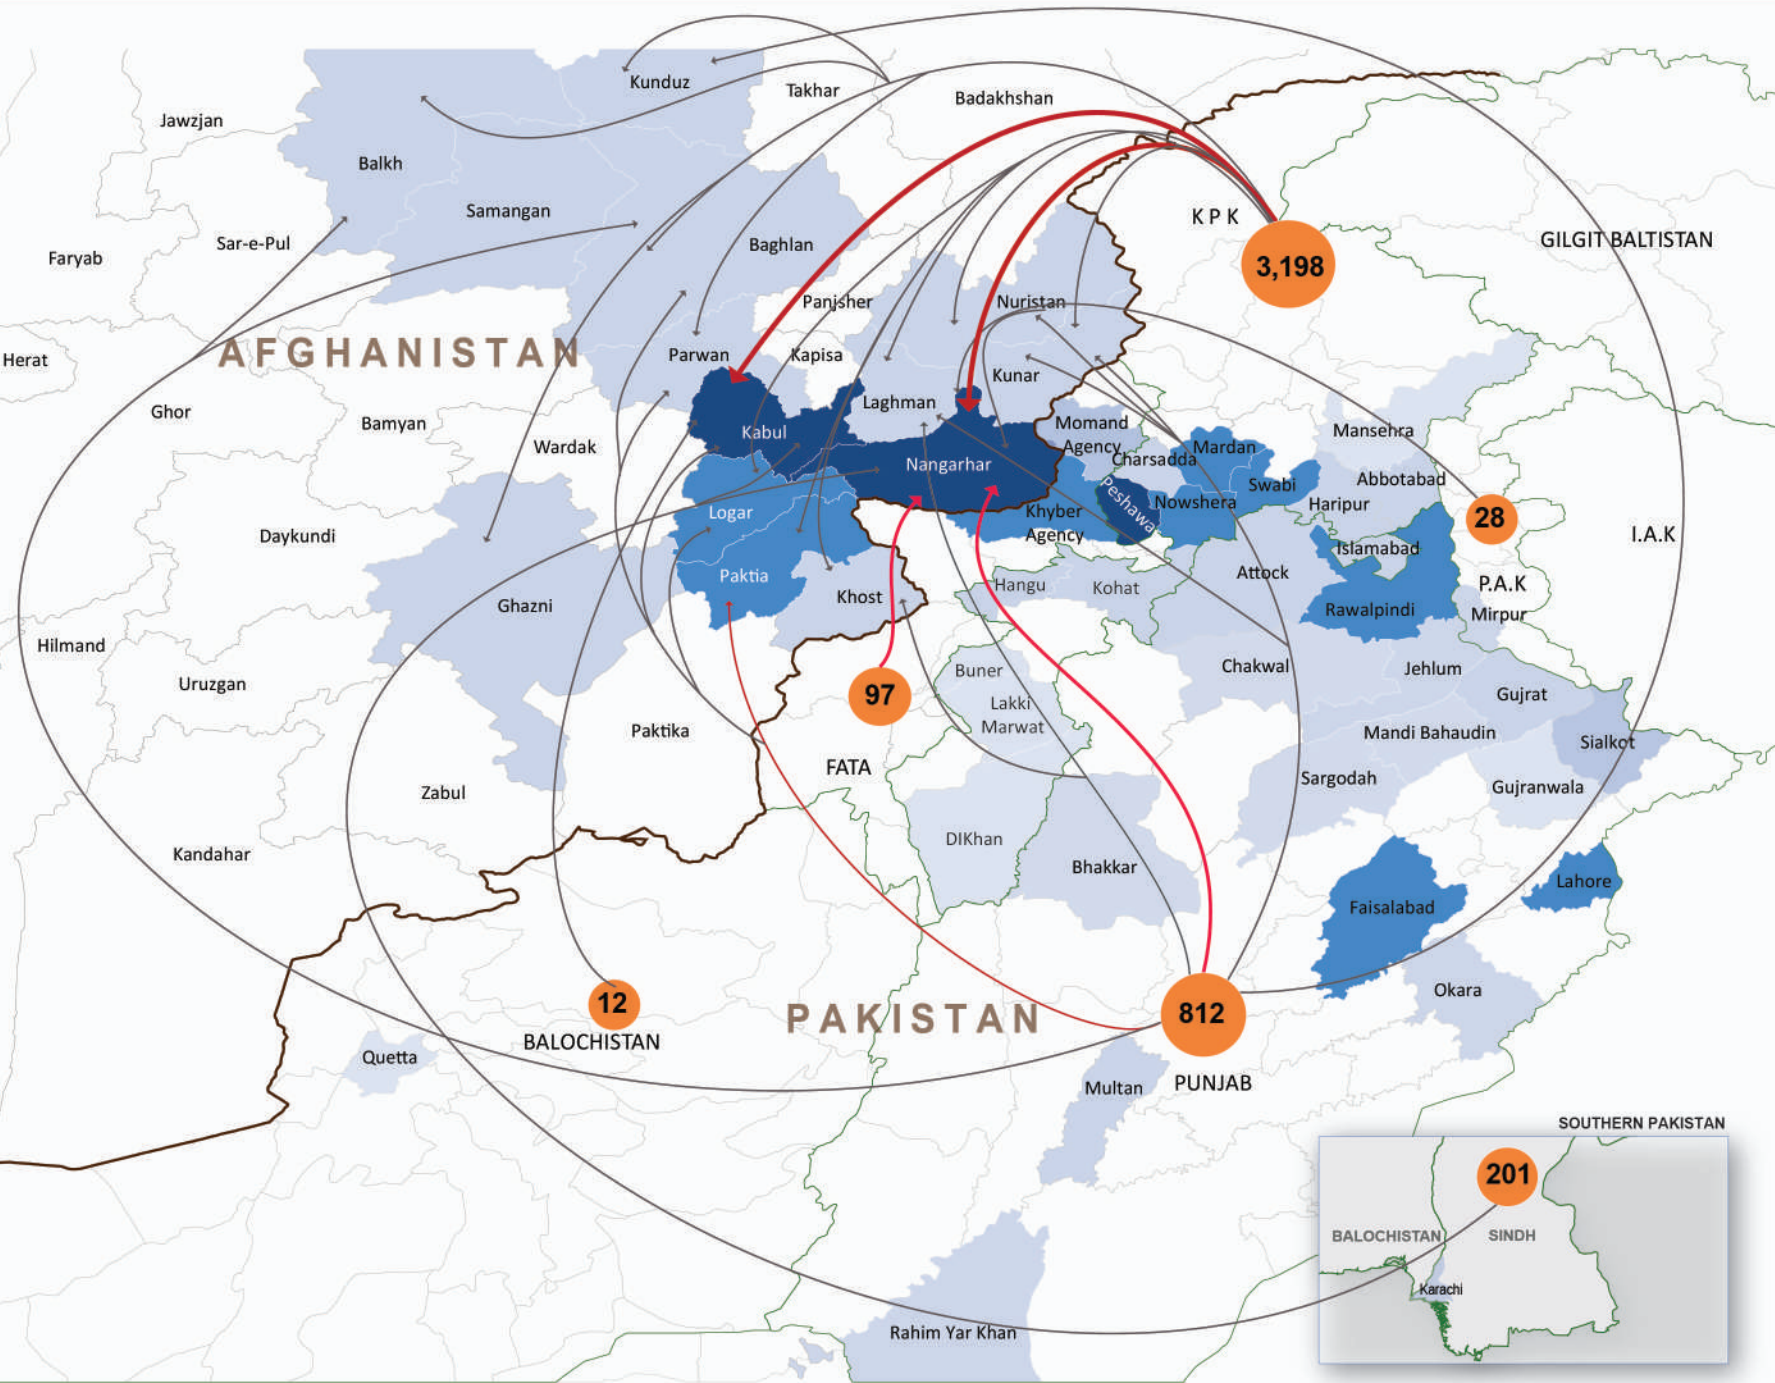 Kunduz
Takhar
Badakhshan
Jawzjan
Balkh
Samangan
KPK
Sar-e-Pul
Baghlan
Faryab
3,198
GILGIT BALTISTAN
Panjsher
Nuristan
AFGHANISTAN
Parwan
Kapisa
Herat
Kunar
Laghman
Ghor
Bamyan
Wardak
Kabul
Momand
Agency
Charsadda
Mardan
Mansehra
Nangarhar
Peshawa
Nowshera
Swabi
Abbotabad
Haripur
Logar
Khyber
Agency
28
Daykundi
Islamabad
I.A.K
Paktia
Attock
Hangu
Kohat
P.A.K
Ghazni
Khost
Rawalpindi
Mirpur
Hilmand
Uruzgan
97
Buner
Chakwal
Jehlum
Gujrat
Lakki
Marwat
Paktika
Mandi Bahaudin
Sialkot
FATA
Sargodah
Gujranwala
Zabul
DIKhan
Kandahar
Bhakkar
Lahore
Faisalabad
12
BALOCHISTAN
PAKISTAN
812
Okara
Quetta
Multan
PUNJAB
SOUTHERN PAKISTAN
201
BALOCHISTAN
SINDH
Karachi
Rahim Yar Khan